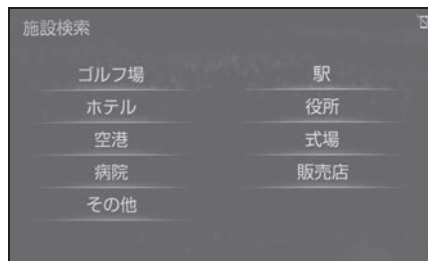 施設検索
ゴルフ場 駅
ホテル 役所
空港 式場
病院 販売店
その他